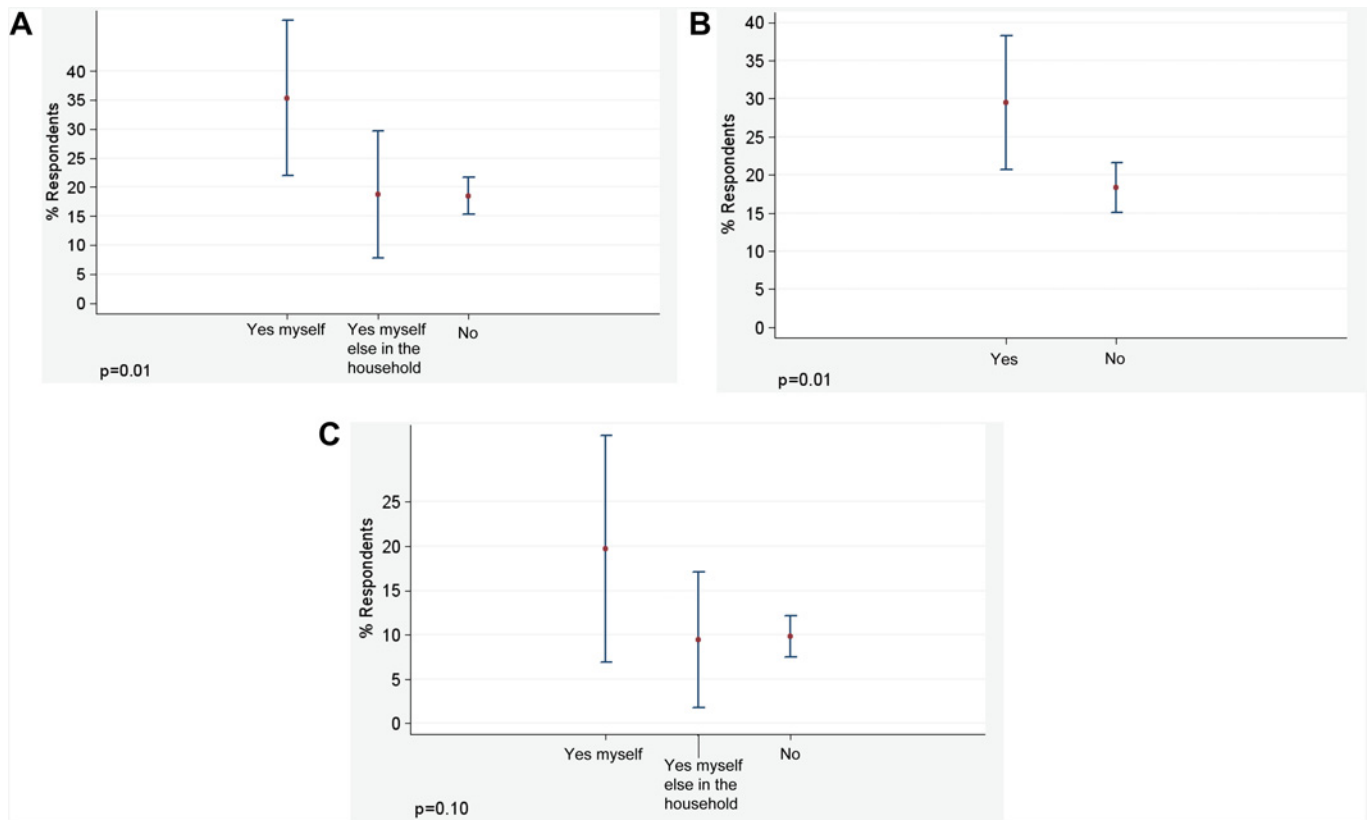 A
% Respondents
40
35
30
25
20
15
10
5
0
Yes myself
Yes myself
else in the
household
No
p=0.01
B
% Respondents
40
35
30
25
20
15
10
5
0
Yes
No
p=0.01
C
% Respondents
25
20
15
10
5
0
Yes myself
Yes myself
else in the
household
No
p=0.10